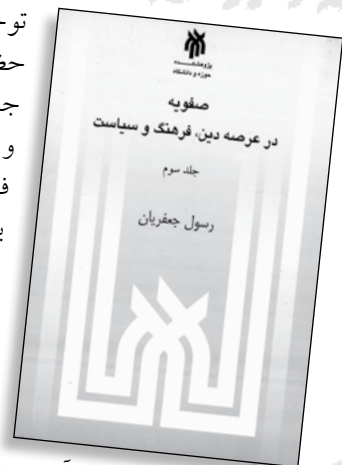 پژوهشکده
حوزه و دانشگاه
صفویه
در عرصه دین، فرهنگ و سیاست
جلد سوم
رسول جعفریان